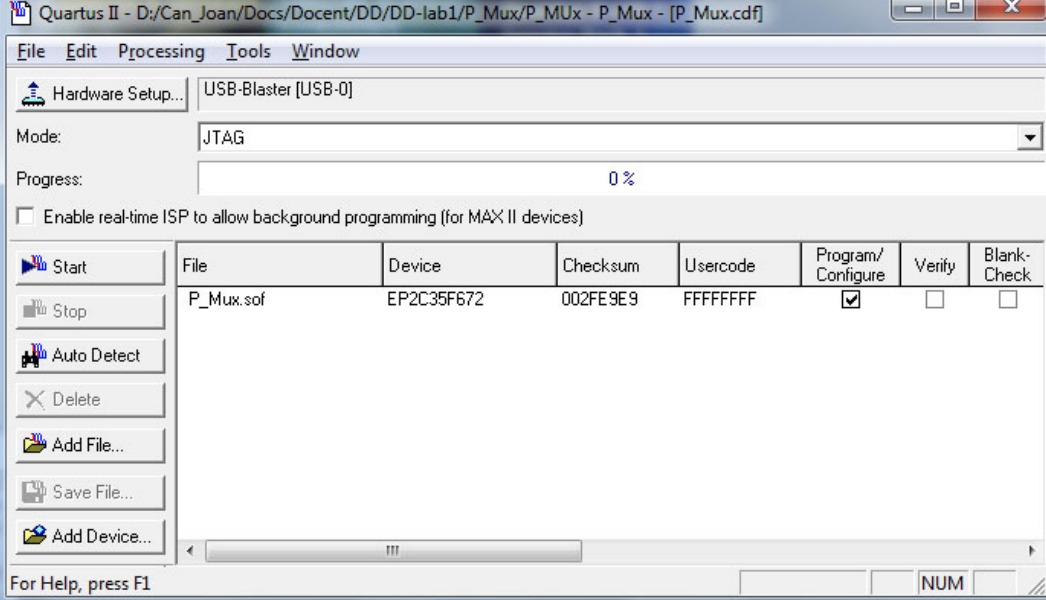 Quartus II - D:/Can_Joan/Docs/Docent/DD/DD-lab1/P_Mux/P_MUx - P_Mux - [P_Mux.cdf]
File Edit Processing Tools Window
Hardware Setup... USB-Blaster [USB-0]
Mode: JTAG
Progress: 0 %
Enable real-time ISP to allow background programming (for MAX II devices)
Start
Stop
Auto Detect
Delete
Add File...
Save File...
Add Device...
File Device Checksum Usercode Program/ Configure Verify Blank- Check
P_Mux.sof EP2C35F672 002FE9E9 FFFFFFFF
For Help, press F1 NUM